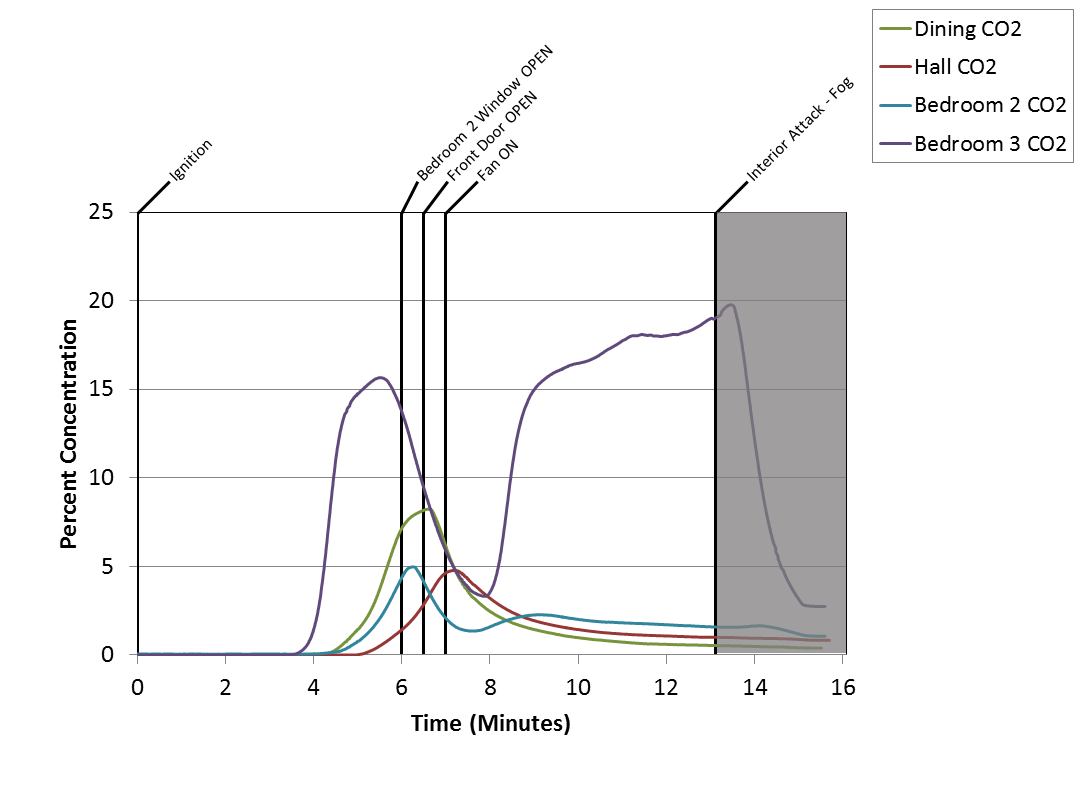 Dining CO2
Hall CO2
Bedroom 2 CO2
Bedroom 3 CO2
Ignition
Bedroom 2 Window OPEN
Front Door OPEN
Fan ON
Interior Attack - Fog
25
20
15
10
5
0
Percent Concentration
0 2 4 6 8 10 12 14 16
Time (Minutes)